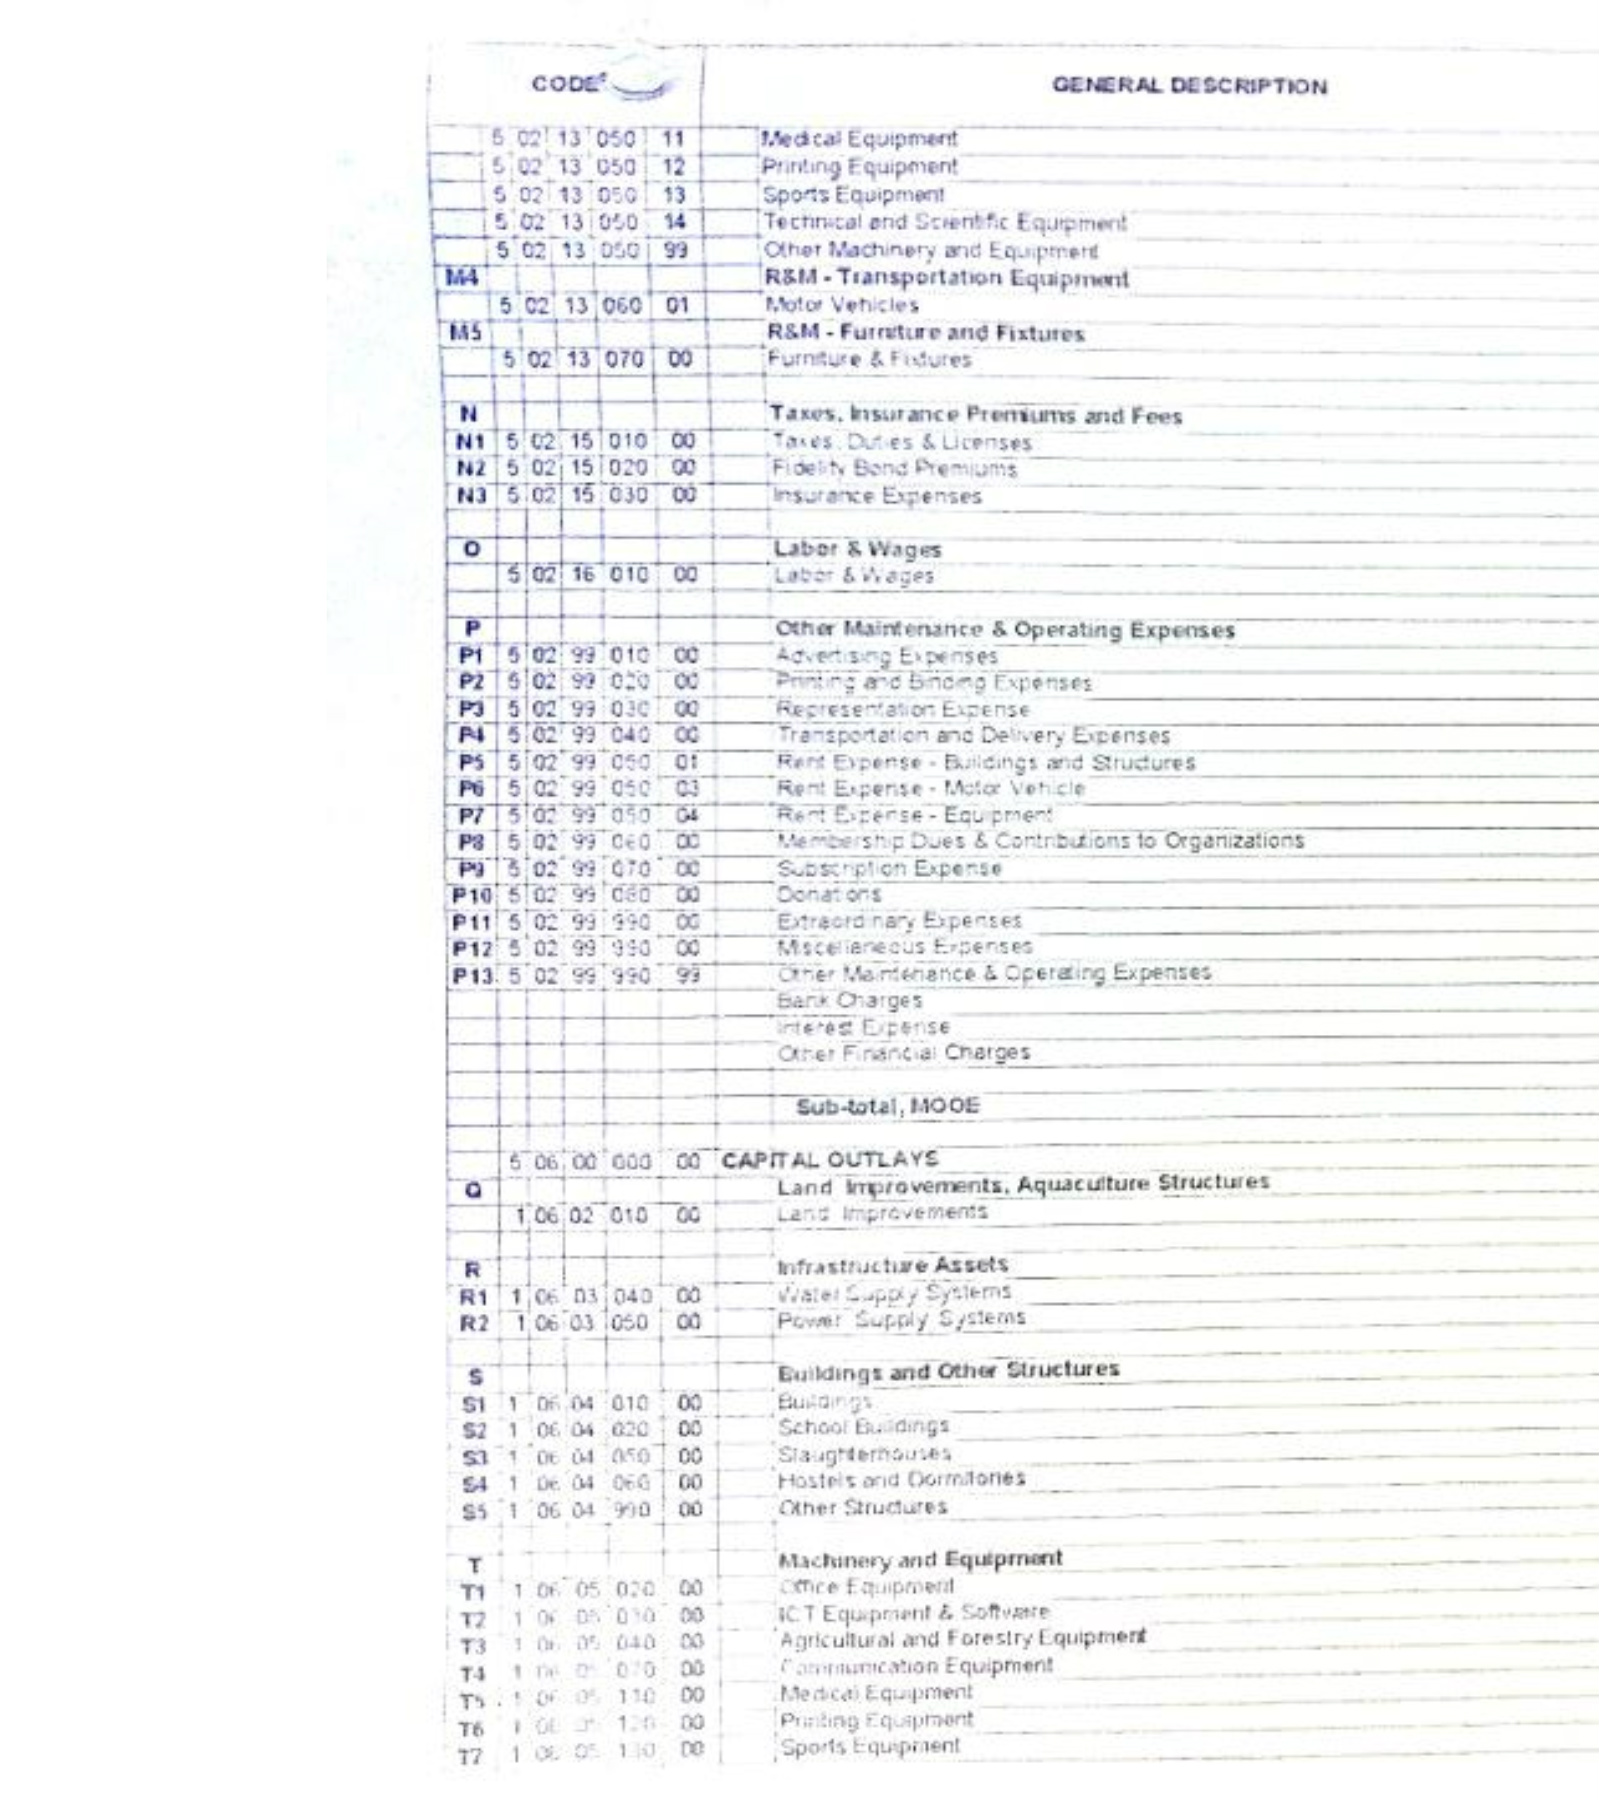 CODE GENERAL DESCRIPTION
5 02 13 050 11 Medical Equipment
5 02 13 050 12 Printing Equipment
5 02 13 050 13 Sports Equipment
5 02 13 050 14 Technical and Scientific Equipment
5 02 13 050 99 Other Machinery and Equipment
M4 R&M - Transportation Equipment
5 02 13 060 01 Motor Vehicles
M5 R&M - Furniture and Fixtures
5 02 13 070 00 Furniture & Fixtures
N Taxes, Insurance Premiums and Fees
N1 5 02 15 010 00 Taxes, Duties & Licenses
N2 5 02 15 020 00 Fidelity Bond Premiums
N3 5 02 15 030 00 Insurance Expenses
O Labor & Wages
5 02 16 010 00 Labor & Wages
P Other Maintenance & Operating Expenses
P1 5 02 99 010 00 Advertising Expenses
P2 5 02 99 020 00 Printing and Binding Expenses
P3 5 02 99 030 00 Representation Expense
P4 5 02 99 040 00 Transportation and Delivery Expenses
P5 5 02 99 050 01 Rent Expense - Buildings and Structures
P6 5 02 99 050 03 Rent Expense - Motor Vehicle
P7 5 02 99 050 04 Rent Expense - Equipment
P8 5 02 99 060 00 Membership Dues & Contributions to Organizations
P9 5 02 99 070 00 Subscription Expense
P10 5 02 99 080 00 Donations
P11 5 02 99 990 00 Extraordinary Expenses
P12 5 02 99 990 00 Miscellaneous Expenses
P13 5 02 99 990 99 Other Maintenance & Operating Expenses
Bank Charges
Interest Expense
Other Financial Charges
Sub-total, MOOE
5 06 00 000 00 CAPITAL OUTLAYS
Q Land Improvements, Aquaculture Structures
1 06 02 010 00 Land Improvements
R Infrastructure Assets
R1 1 06 03 040 00 Water Supply Systems
R2 1 06 03 050 00 Power Supply Systems
S Buildings and Other Structures
S1 1 06 04 010 00 Buildings
S2 1 06 04 020 00 School Buildings
S3 1 06 04 050 00 Slaughterhouses
S4 1 06 04 060 00 Hostels and Dormitories
S5 1 06 04 990 00 Other Structures
T Machinery and Equipment
T1 1 06 05 020 00 Office Equipment
T2 1 06 05 030 00 ICT Equipment & Software
T3 1 06 05 040 00 Agricultural and Forestry Equipment
T4 1 06 05 070 00 Communication Equipment
T5 1 06 05 110 00 Medical Equipment
T6 1 06 05 120 00 Printing Equipment
T7 1 06 05 130 00 Sports Equipment